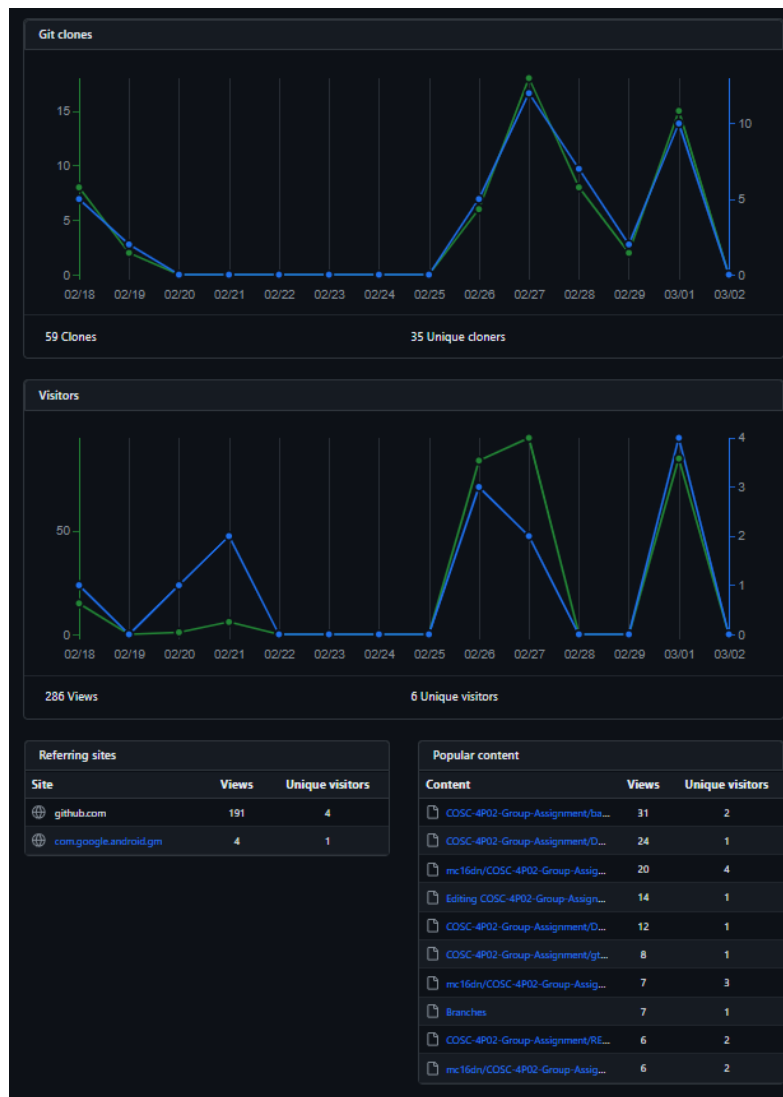 Git clones
15
10
10
5
5
0
0
02/18 02/19 02/20 02/21 02/22 02/23 02/24 02/25 02/26 02/27 02/28 02/29 03/01 03/02
59 Clones 35 Unique cloners
Visitors
4
3
50
2
1
0
0
02/18 02/19 02/20 02/21 02/22 02/23 02/24 02/25 02/26 02/27 02/28 02/29 03/01 03/02
286 Views 6 Unique visitors
Referring sites
Site Views Unique visitors
github.com 191 4
com.google.android.gm 4 1
Popular content
Content Views Unique visitors
COSC-4P02-Group-Assignment/ba... 31 2
COSC-4P02-Group-Assignment/D... 24 1
mc16dn/COSC-4P02-Group-Assig... 20 4
Editing COSC-4P02-Group-Assign... 14 1
COSC-4P02-Group-Assignment/D... 12 1
COSC-4P02-Group-Assignment/gt... 8 1
mc16dn/COSC-4P02-Group-Assig... 7 3
Branches 7 1
COSC-4P02-Group-Assignment/RE... 6 2
mc16dn/COSC-4P02-Group-Assig... 6 2